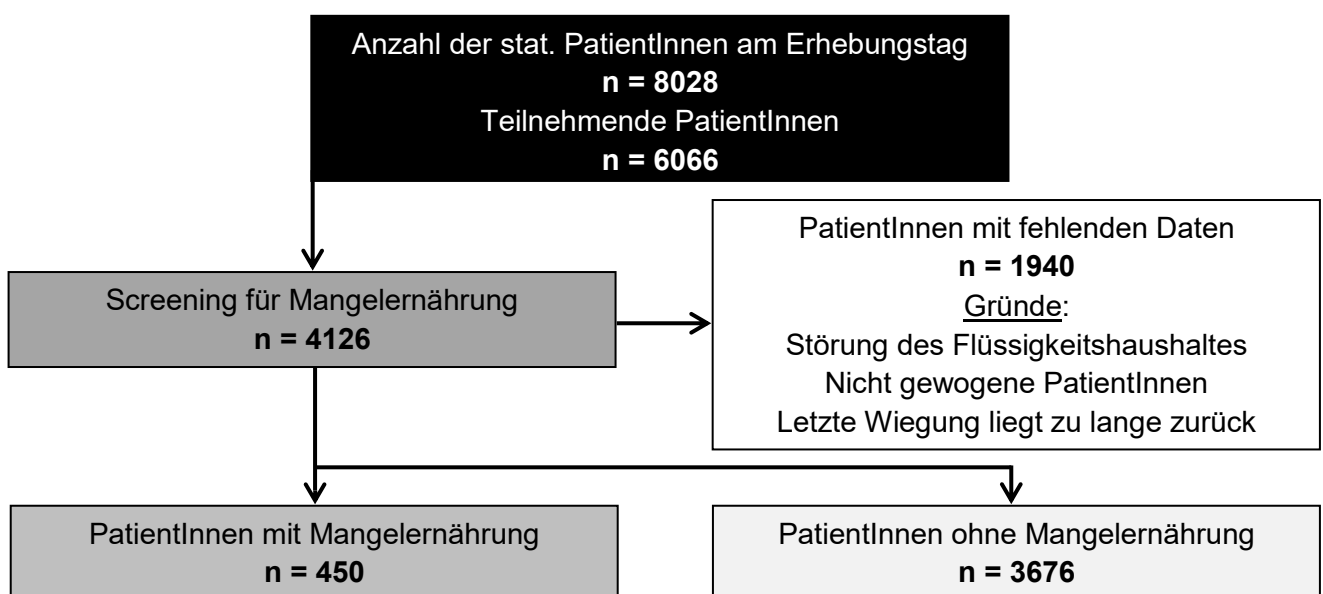 Anzahl der stat. PatientInnen am Erhebungstag
n = 8028
Teilnehmende PatientInnen
n = 6066
PatientInnen mit fehlenden Daten
n = 1940
Gründe:
Störung des Flüssigkeitshaushaltes
Nicht gewogene PatientInnen
Letzte Wiegung liegt zu lange zurück
Screening für Mangelernährung
n = 4126
PatientInnen mit Mangelernährung
n = 450
PatientInnen ohne Mangelernährung
n = 3676